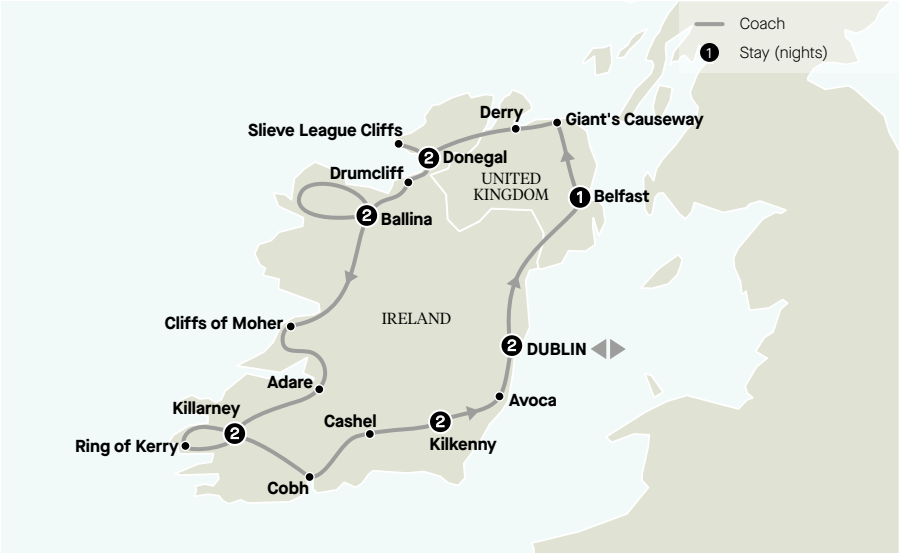 Coach
1 Stay (nights)
Derry
Giant's Causeway
Slieve League Cliffs
2 Donegal
Drumcliff
UNITED
KINGDOM
1 Belfast
2 Ballina
Cliffs of Moher
IRELAND
2 DUBLIN
Adare
Avoca
Killarney
2
Cashel
2
Kilkenny
Ring of Kerry
Cobh